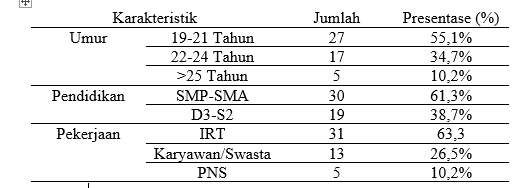 Karakteristik Jumlah Presentase (%)
Umur 19-21 Tahun 27 55,1%
22-24 Tahun 17 34,7%
>25 Tahun 5 10,2%
Pendidikan SMP-SMA 30 61,3%
D3-S2 19 38,7%
Pekerjaan IRT 31 63,3
Karyawan/Swasta 13 26,5%
PNS 5 10,2%